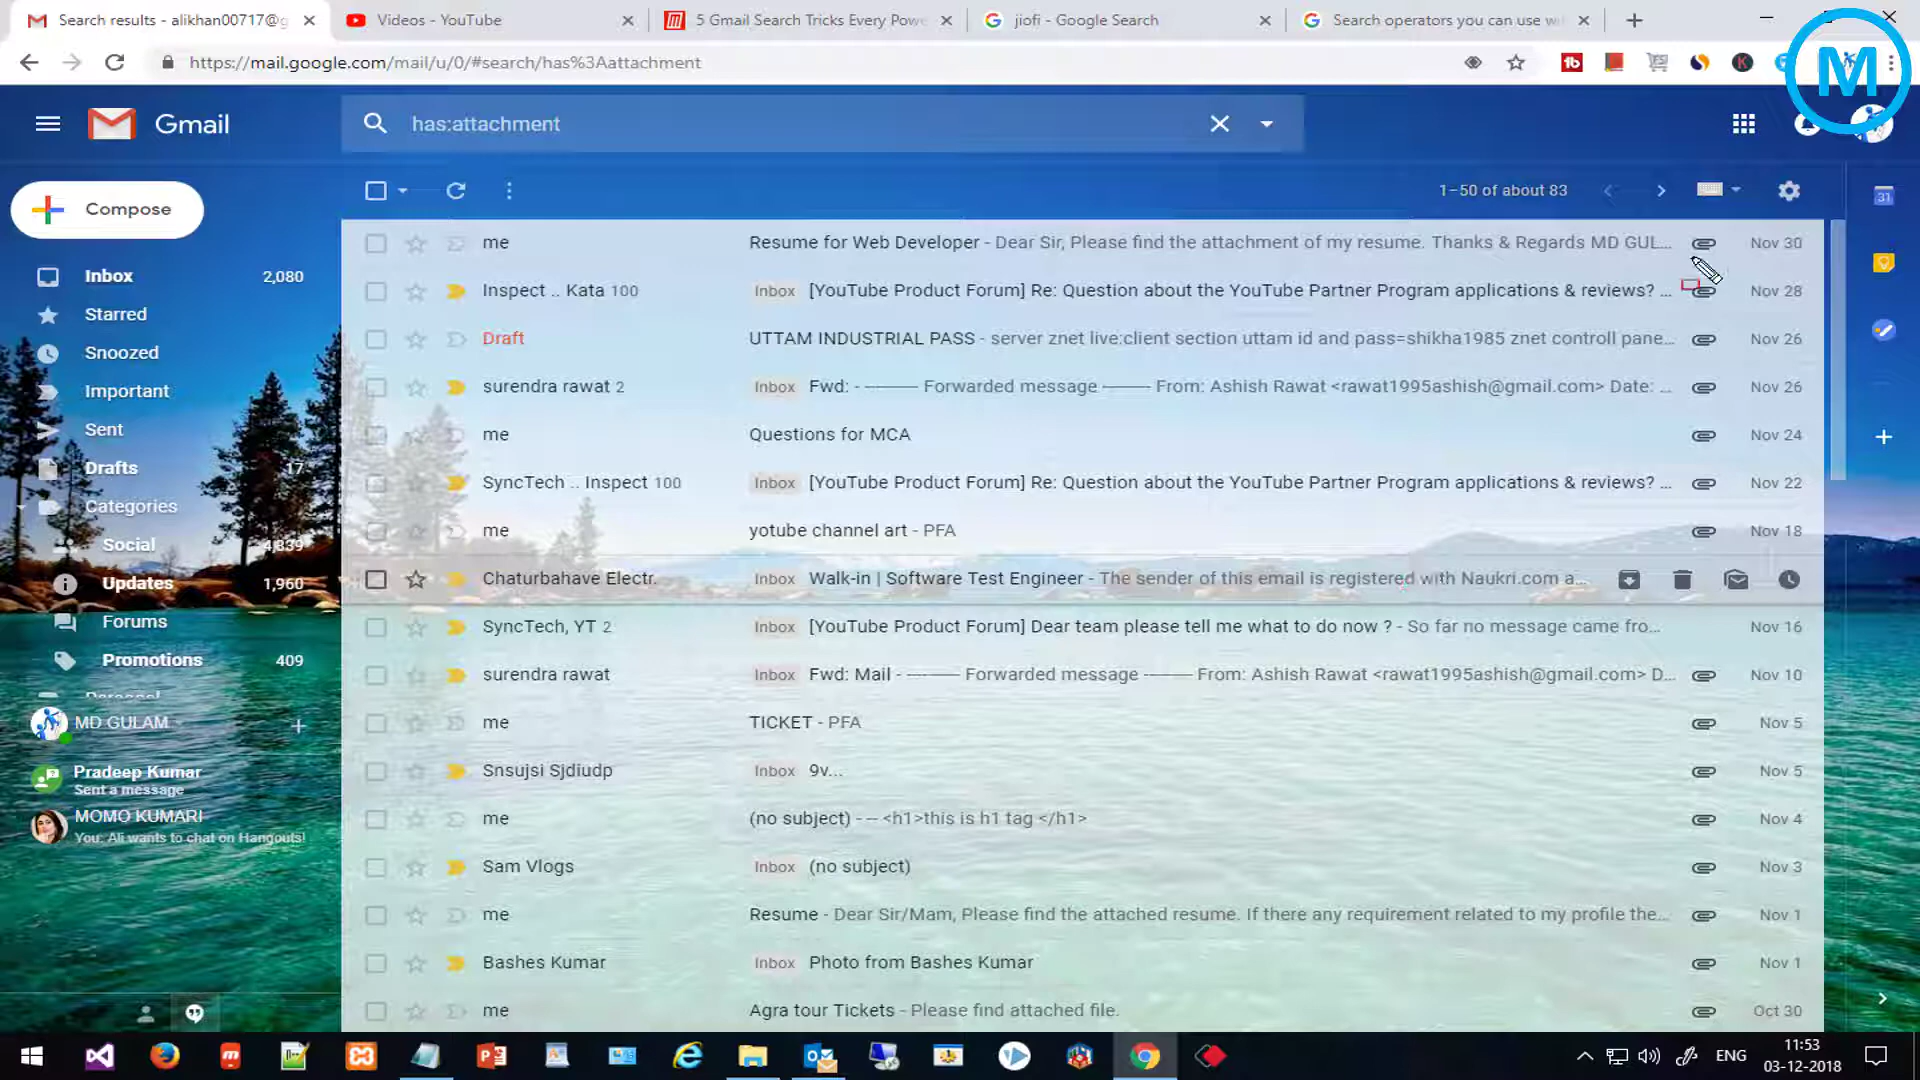 Search results - alikhan00717@g
Videos - YouTube
5 Gmail Search Tricks Every Powe
jiofi - Google Search
Search operators you can use wi
https://mail.google.com/mail/u/0/#search/has%3Aattachment
M
Gmail
has:attachment
1–50 of about 83
Compose
Inbox 2,080
Starred
Snoozed
Important
Sent
Drafts 17
Categories
Social 4,339
Updates 1,960
Forums
Promotions 409
Personal
MD GULAM
Pradeep Kumar
Sent a message
MOMO KUMARI
You: Ali wants to chat on Hangouts!
me Resume for Web Developer - Dear Sir, Please find the attachment of my resume. Thanks & Regards MD GUL... Nov 30
Inspect .. Kata 100 Inbox [YouTube Product Forum] Re: Question about the YouTube Partner Program applications & reviews? ... Nov 28
Draft UTTAM INDUSTRIAL PASS - server znet live:client section uttam id and pass=shikha1985 znet controll pane... Nov 26
surendra rawat 2 Inbox Fwd: - ---------- Forwarded message --------- From: Ashish Rawat <rawat1995ashish@gmail.com> Date: ... Nov 26
me Questions for MCA Nov 24
SyncTech .. Inspect 100 Inbox [YouTube Product Forum] Re: Question about the YouTube Partner Program applications & reviews? ... Nov 22
me yotube channel art - PFA Nov 18
Chaturbahave Electr. Inbox Walk-in | Software Test Engineer - The sender of this email is registered with Naukri.com a...
SyncTech, YT 2 Inbox [YouTube Product Forum] Dear team please tell me what to do now ? - So far no message came fro... Nov 16
surendra rawat Inbox Fwd: Mail - ---------- Forwarded message --------- From: Ashish Rawat <rawat1995ashish@gmail.com> D... Nov 10
me TICKET - PFA Nov 5
Snsujsi Sjdiudp Inbox 9v... Nov 5
me (no subject) - -- <h1>this is h1 tag </h1> Nov 4
Sam Vlogs Inbox (no subject) Nov 3
me Resume - Dear Sir/Mam, Please find the attached resume. If there any requirement related to my profile the... Nov 1
Bashes Kumar Inbox Photo from Bashes Kumar Nov 1
me Agra tour Tickets - Please find attached file. Oct 30
ENG
11:53
03-12-2018